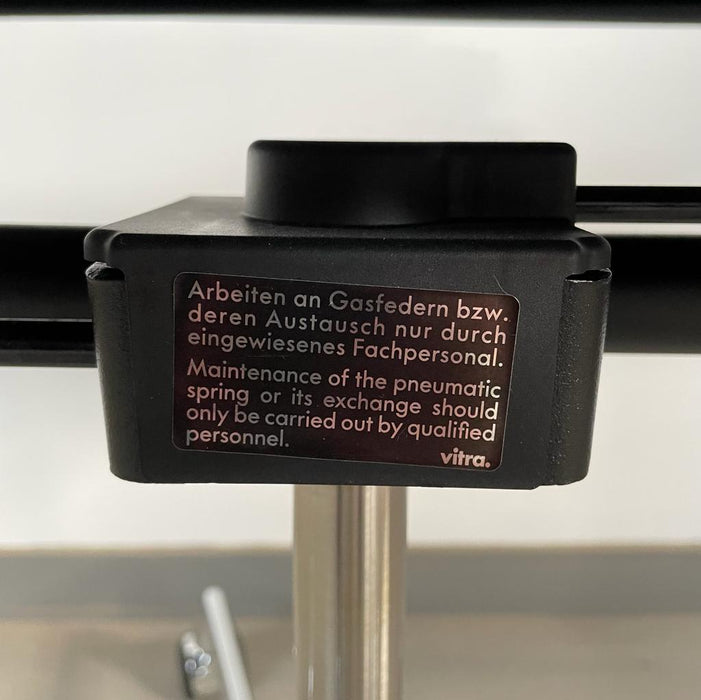 Arbeiten an Gasfedern bzw.
deren Austausch nur durch
eingewiesenes Fachpersonal.
Maintenance of the pneumatic
spring or its exchange should
only be carried out by qualified
personnel.
vitra.